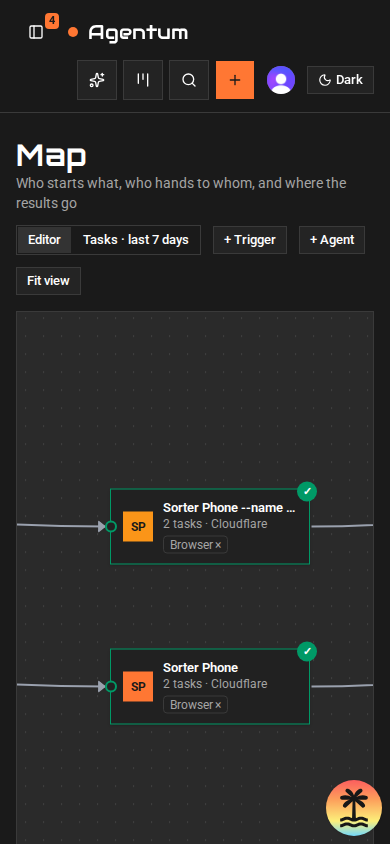 4
Agentum
Dark
Map
Who starts what, who hands to whom, and where the
results go
Editor
Tasks · last 7 days
+ Trigger
+ Agent
Fit view
SP
Sorter Phone --name ...
2 tasks · Cloudflare
Browser×
SP
Sorter Phone
2 tasks · Cloudflare
Browser×